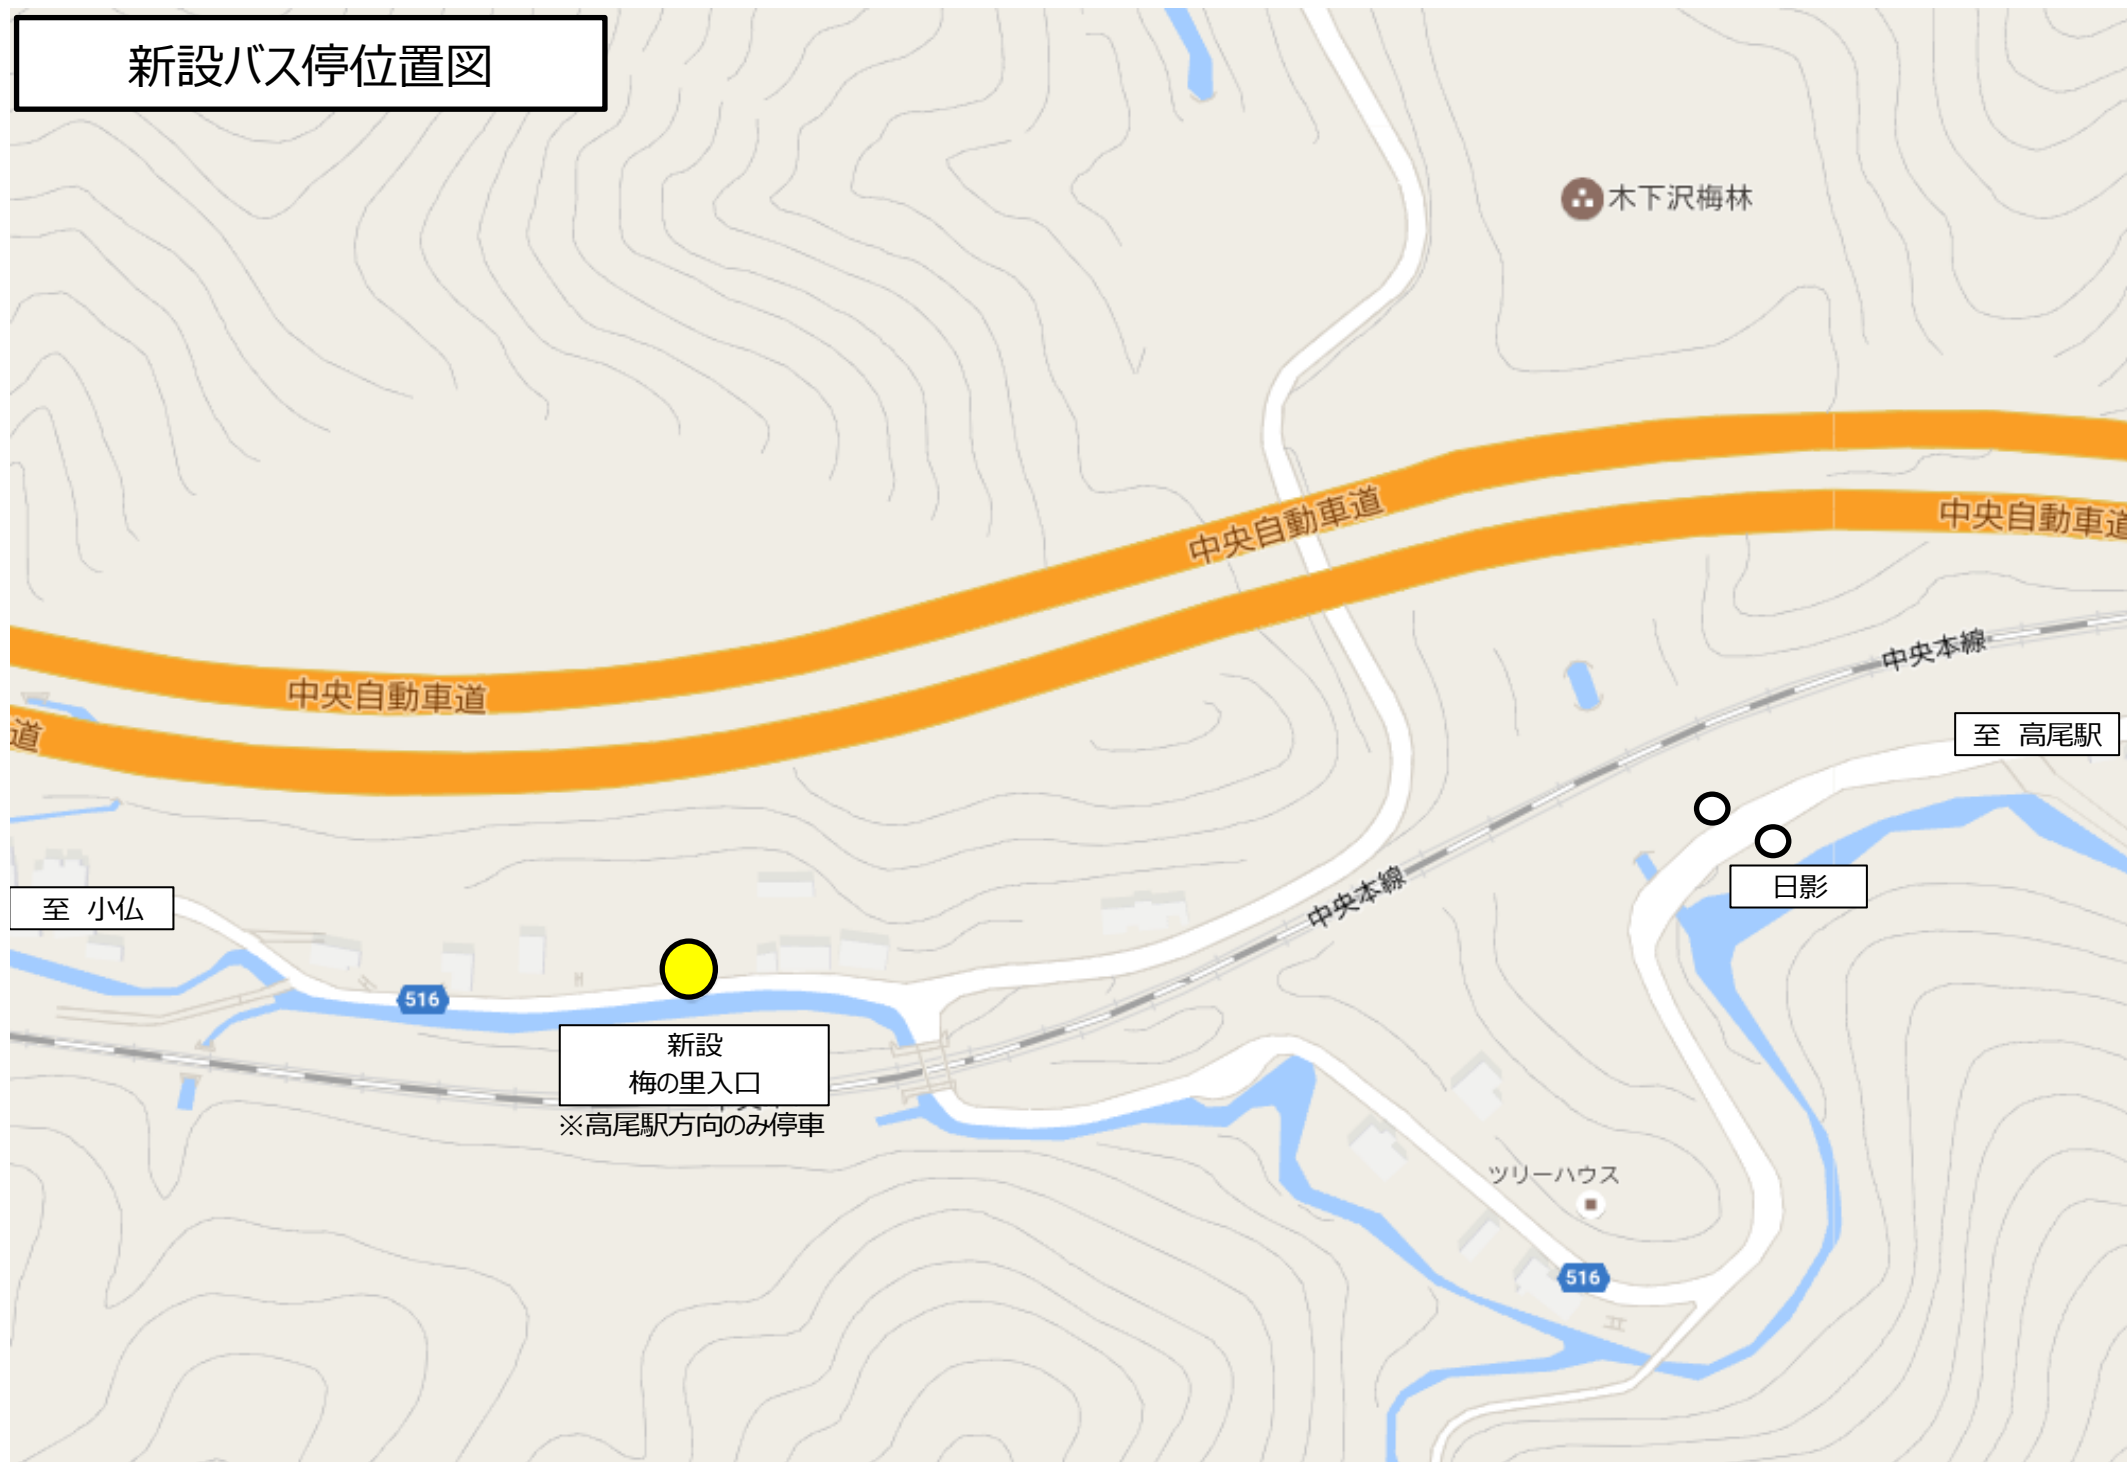 新設バス停位置図
木下沢梅林
中央自動車道
中央自動車道
中央自動車道
道
中央本線
至 高尾駅
日影
中央本線
至 小仏
516
新設
梅の里入口
※高尾駅方向のみ停車
ツリーハウス
516